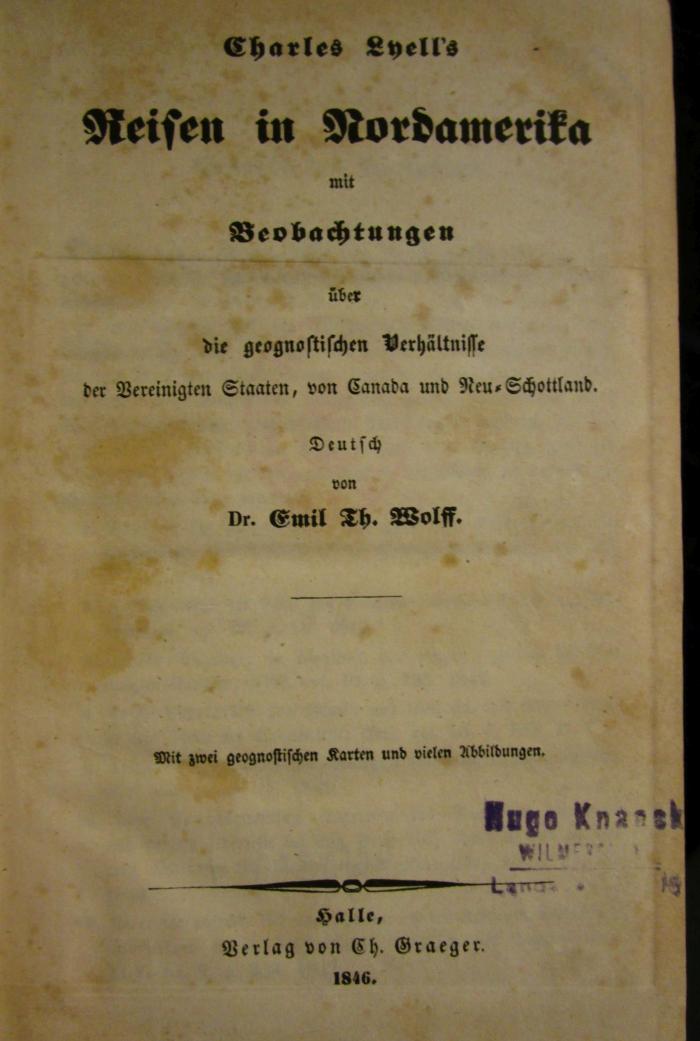 Charles Lyell's
Reisen in Nordamerika
mit
Beobachtungen
über
die geognostischen Verhältnisse
der Vereinigten Staaten, von Canada und Neu-Schottland.
Deutsch
von
Dr. Emil Th. Wolff.
Mit zwei geognostischen Karten und vielen Abbildungen.
Hugo
Halle,
Verlag von Ch. Graeger.
1846.